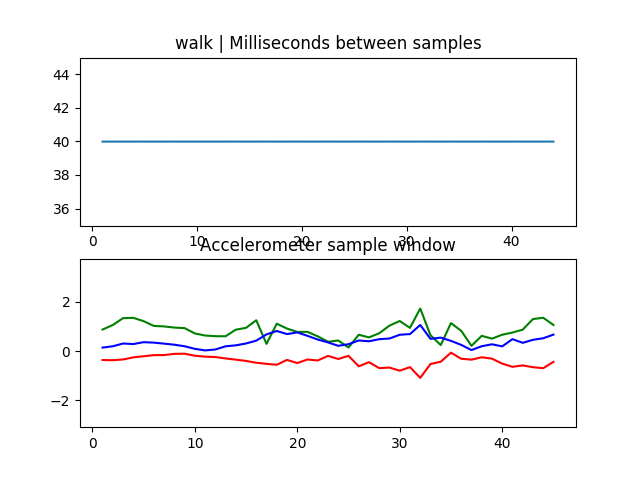 walk | Milliseconds between samples
44
42
40
38
36
0 10 20 30 40
Accelerometer sample window
2
0
−2
0 10 20 30 40